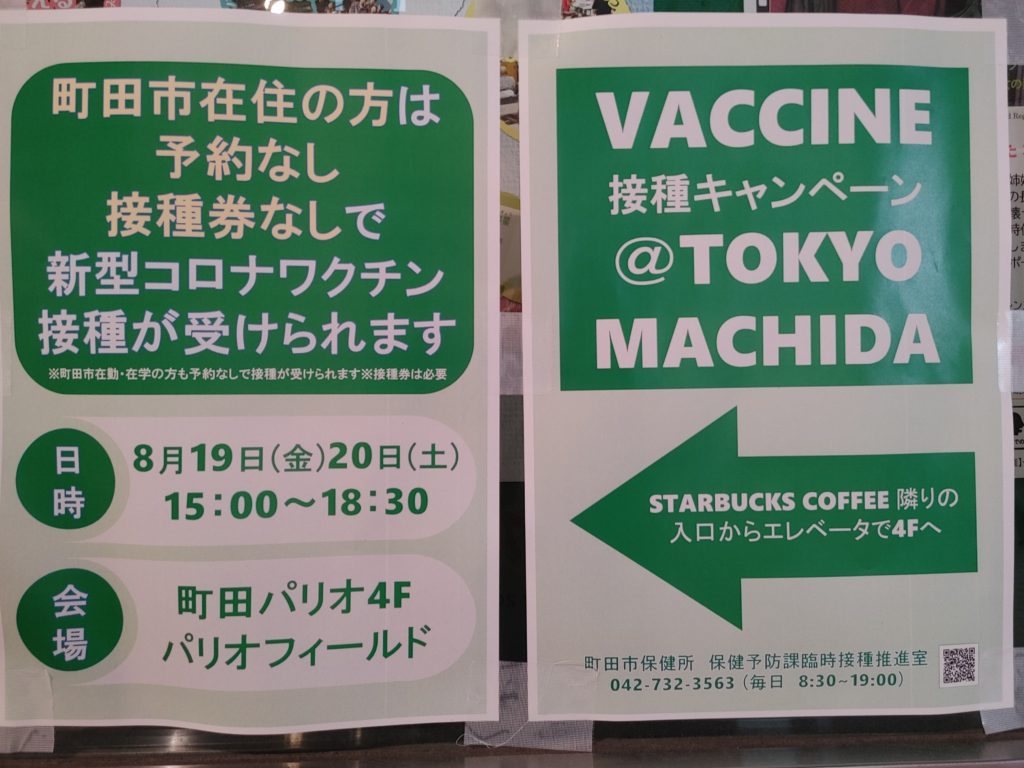 町田市在住の方は
予約なし
接種券なしで
新型コロナワクチン
接種が受けられます
※町田市在勤・在学の方も予約なしで接種が受けられます※接種券は必要
日時
8月19日(金)20日(土)
15：00～18：30
会場
町田パリオ4F
パリオフィールド
VACCINE
接種キャンペーン
@TOKYO
MACHIDA
STARBUCKS COFFEE 隣りの
入口からエレベータで4Fへ
町田市保健所 保健予防課臨時接種推進室
042-732-3563 (毎日 8:30~19:00)